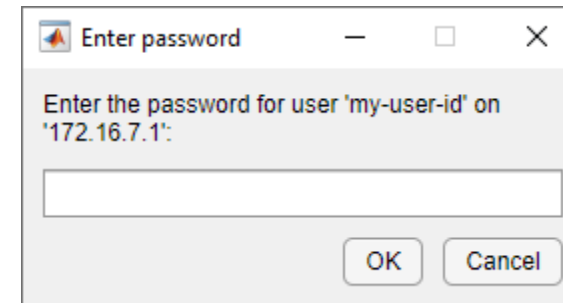 Enter password
Enter the password for user 'my-user-id' on
'172.16.7.1':
OK
Cancel